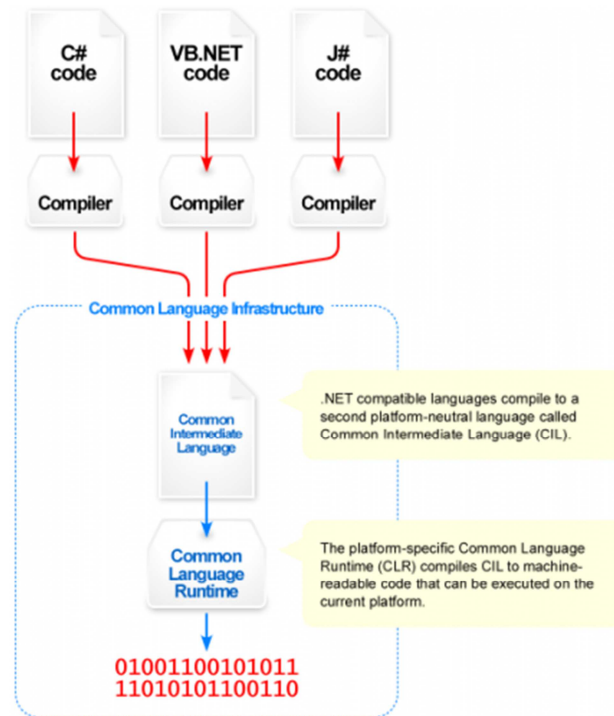 C#
code
VB.NET
code
J#
code
Compiler
Compiler
Compiler
Common Language Infrastructure
Common
Intermediate
Language
.NET compatible languages compile to a
second platform-neutral language called
Common Intermediate Language (CIL).
Common
Language
Runtime
The platform-specific Common Language
Runtime (CLR) compiles CIL to machine-
readable code that can be executed on the
current platform.
01001100101011
11010101100110